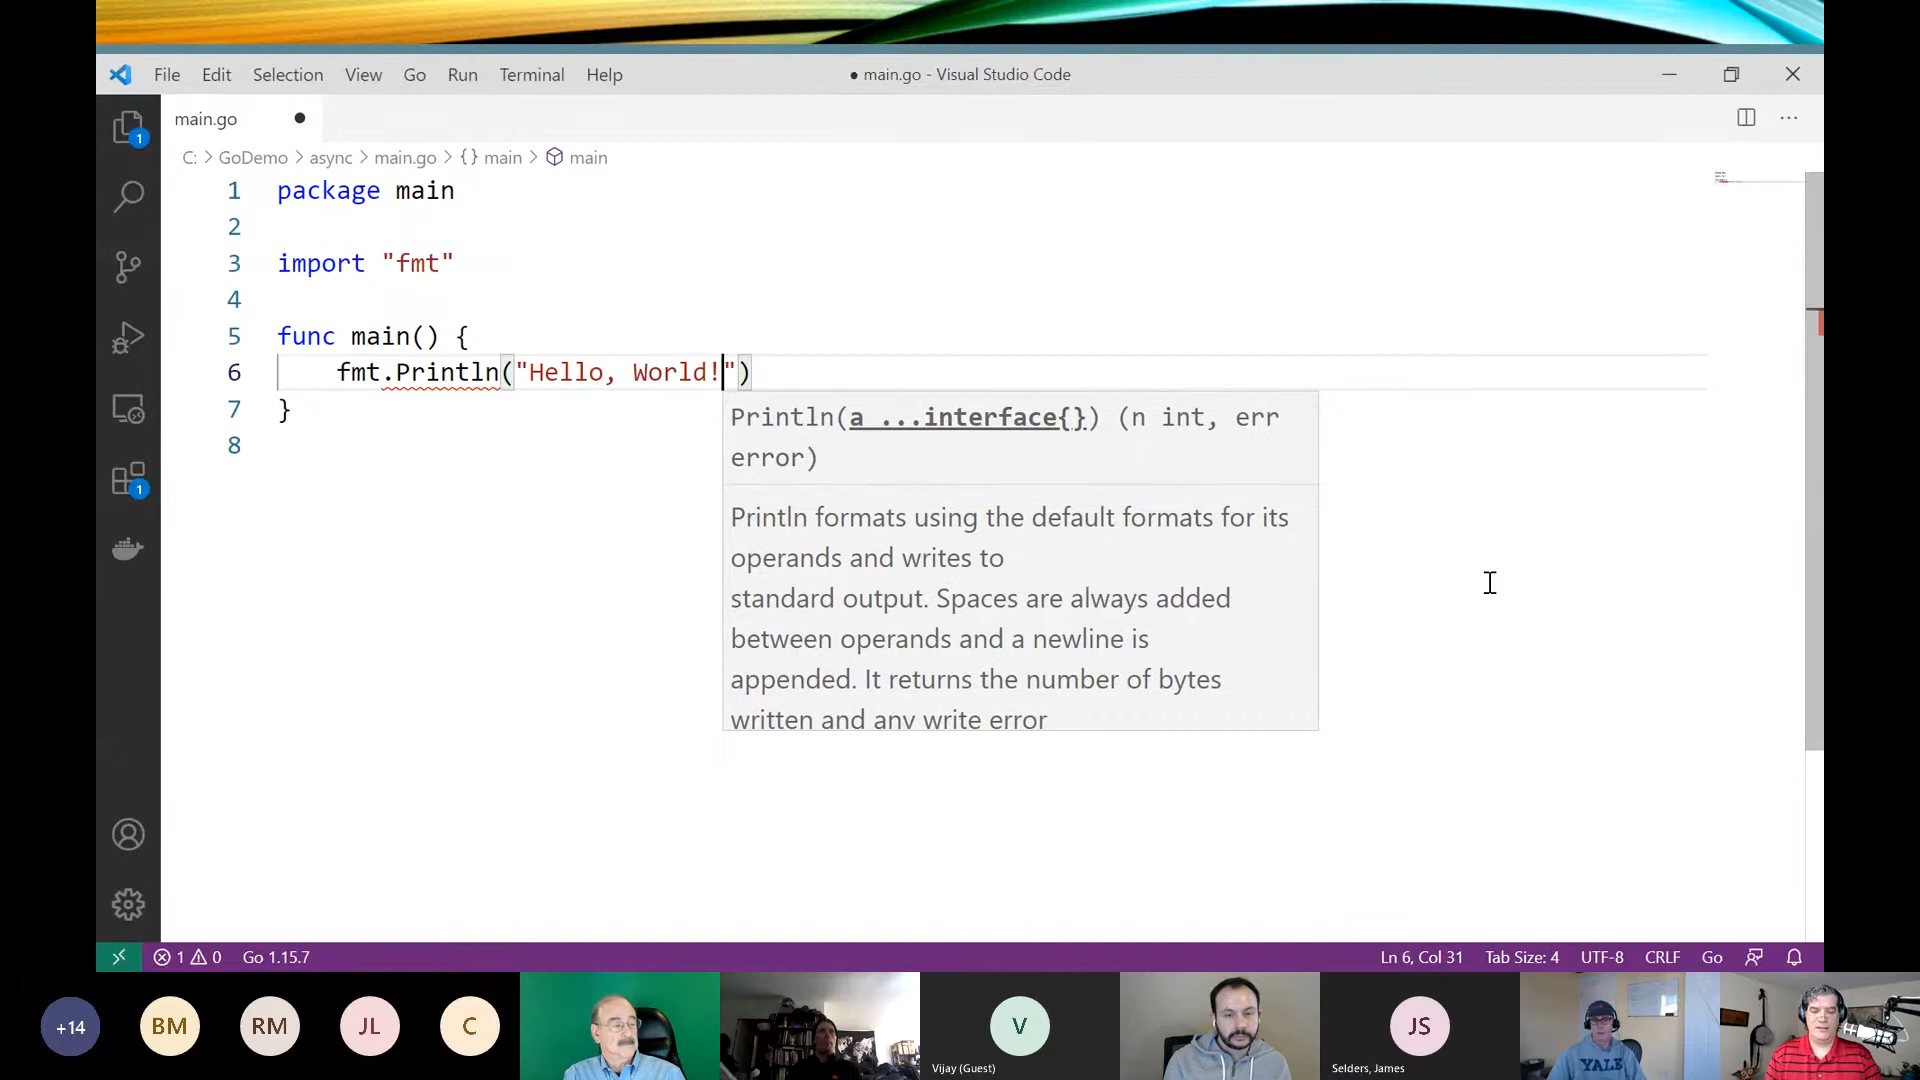 File Edit Selection View Go Run Terminal Help
● main.go - Visual Studio Code
main.go ●
C: > GoDemo > async > main.go > {} main > main
1 package main
2
3 import "fmt"
4
5 func main() {
6 fmt.Println("Hello, World!")
7 }
8
Println(a ...interface{}) (n int, err
error)
Println formats using the default formats for its
operands and writes to
standard output. Spaces are always added
between operands and a newline is
appended. It returns the number of bytes
written and any write error
1
1
1 0 Go 1.15.7
Ln 6, Col 31 Tab Size: 4 UTF-8 CRLF Go
+14 BM RM JL C V JS
Vijay (Guest)
Selders, James
YALE